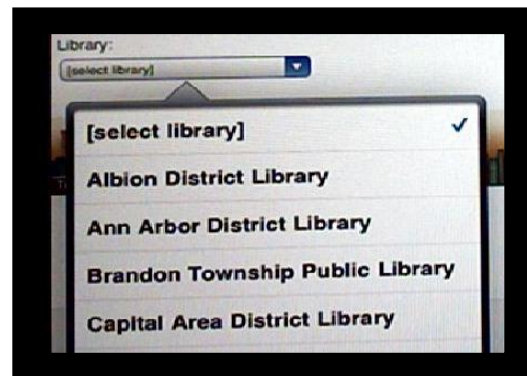 Library:
[select library]
[select library]
Albion District Library
Ann Arbor District Library
Brandon Township Public Library
Capital Area District Library